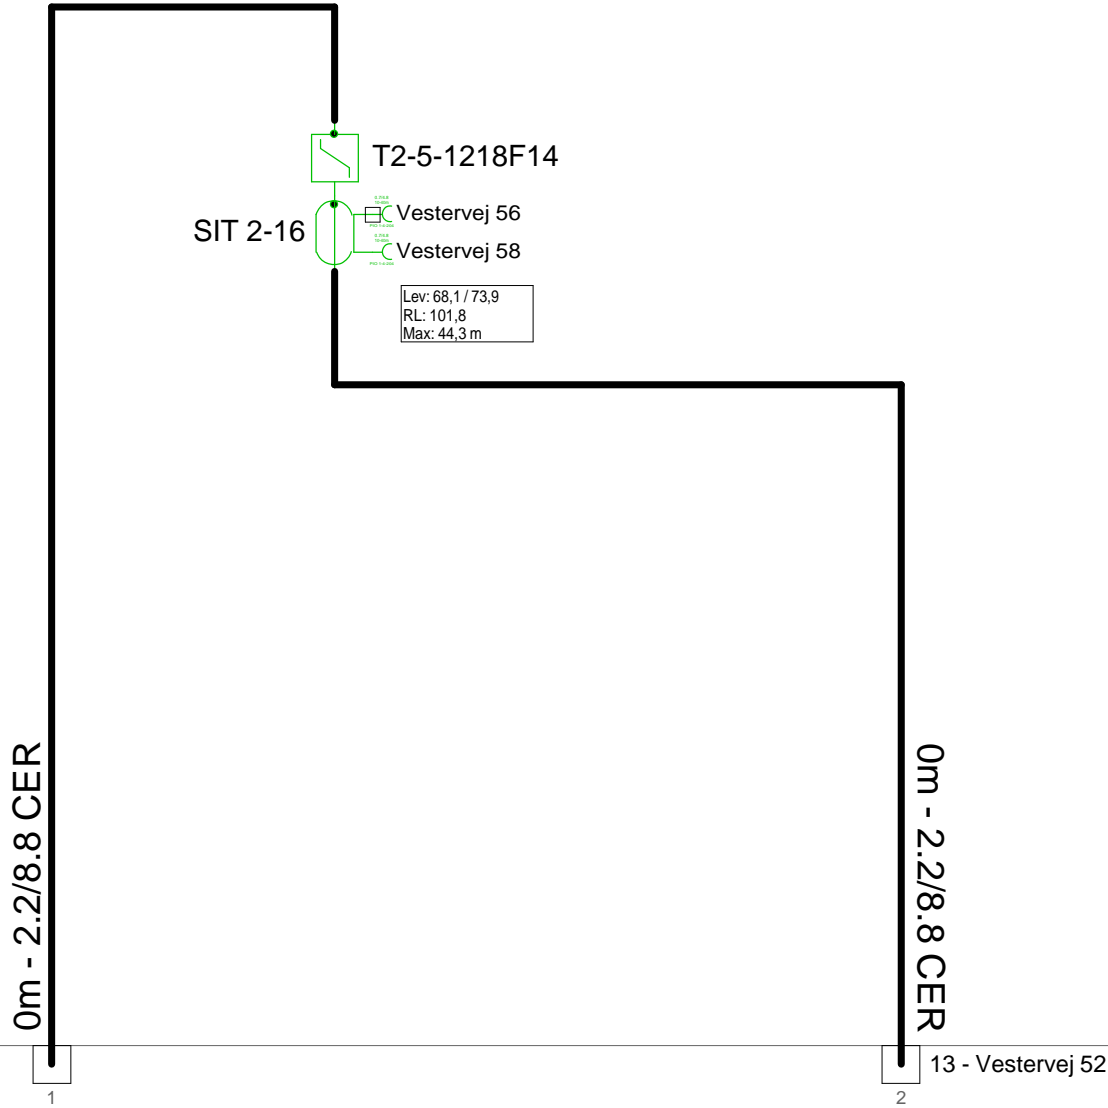 T2-5-1218F14
SIT 2-16
Vestervej 56
Vestervej 58
Lev: 68,1 / 73,9
RL: 101,8
Max: 44,3 m
0m - 2.2/8.8 CER
0m - 2.2/8.8 CER
13 - Vestervej 52
1
2